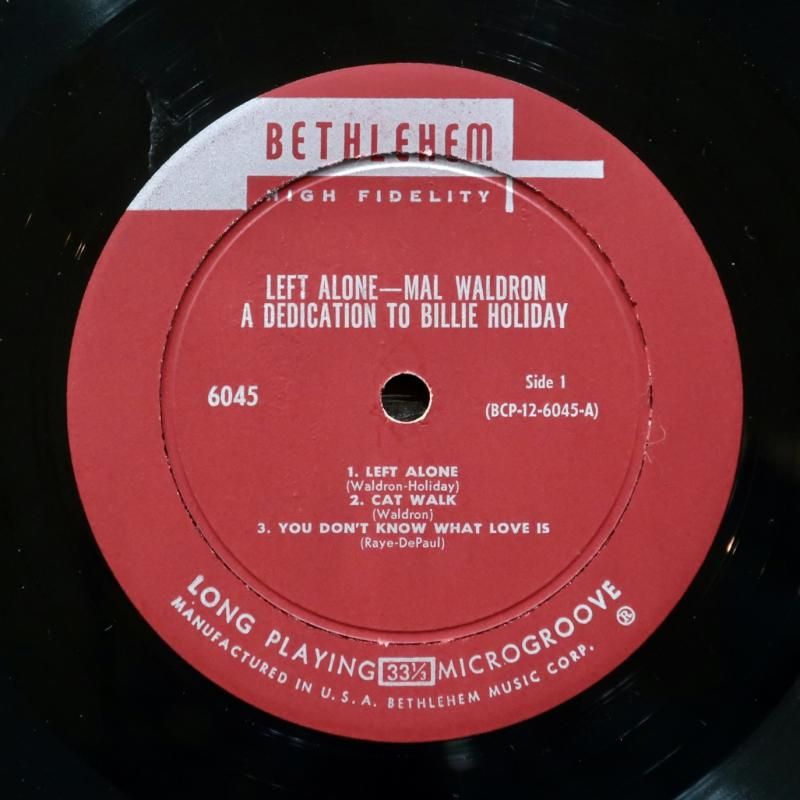 BETHLEHEM
HIGH FIDELITY
LEFT ALONE—MAL WALDRON
A DEDICATION TO BILLIE HOLIDAY
6045
Side 1
(BCP-12-6045-A)
1. LEFT ALONE
(Waldron-Holiday)
2. CAT WALK
(Waldron)
3. YOU DON'T KNOW WHAT LOVE IS
(Raye-DePaul)
LONG PLAYING 33⅓ MICROGROOVE ®
MANUFACTURED IN U.S.A. BETHLEHEM MUSIC CORP.